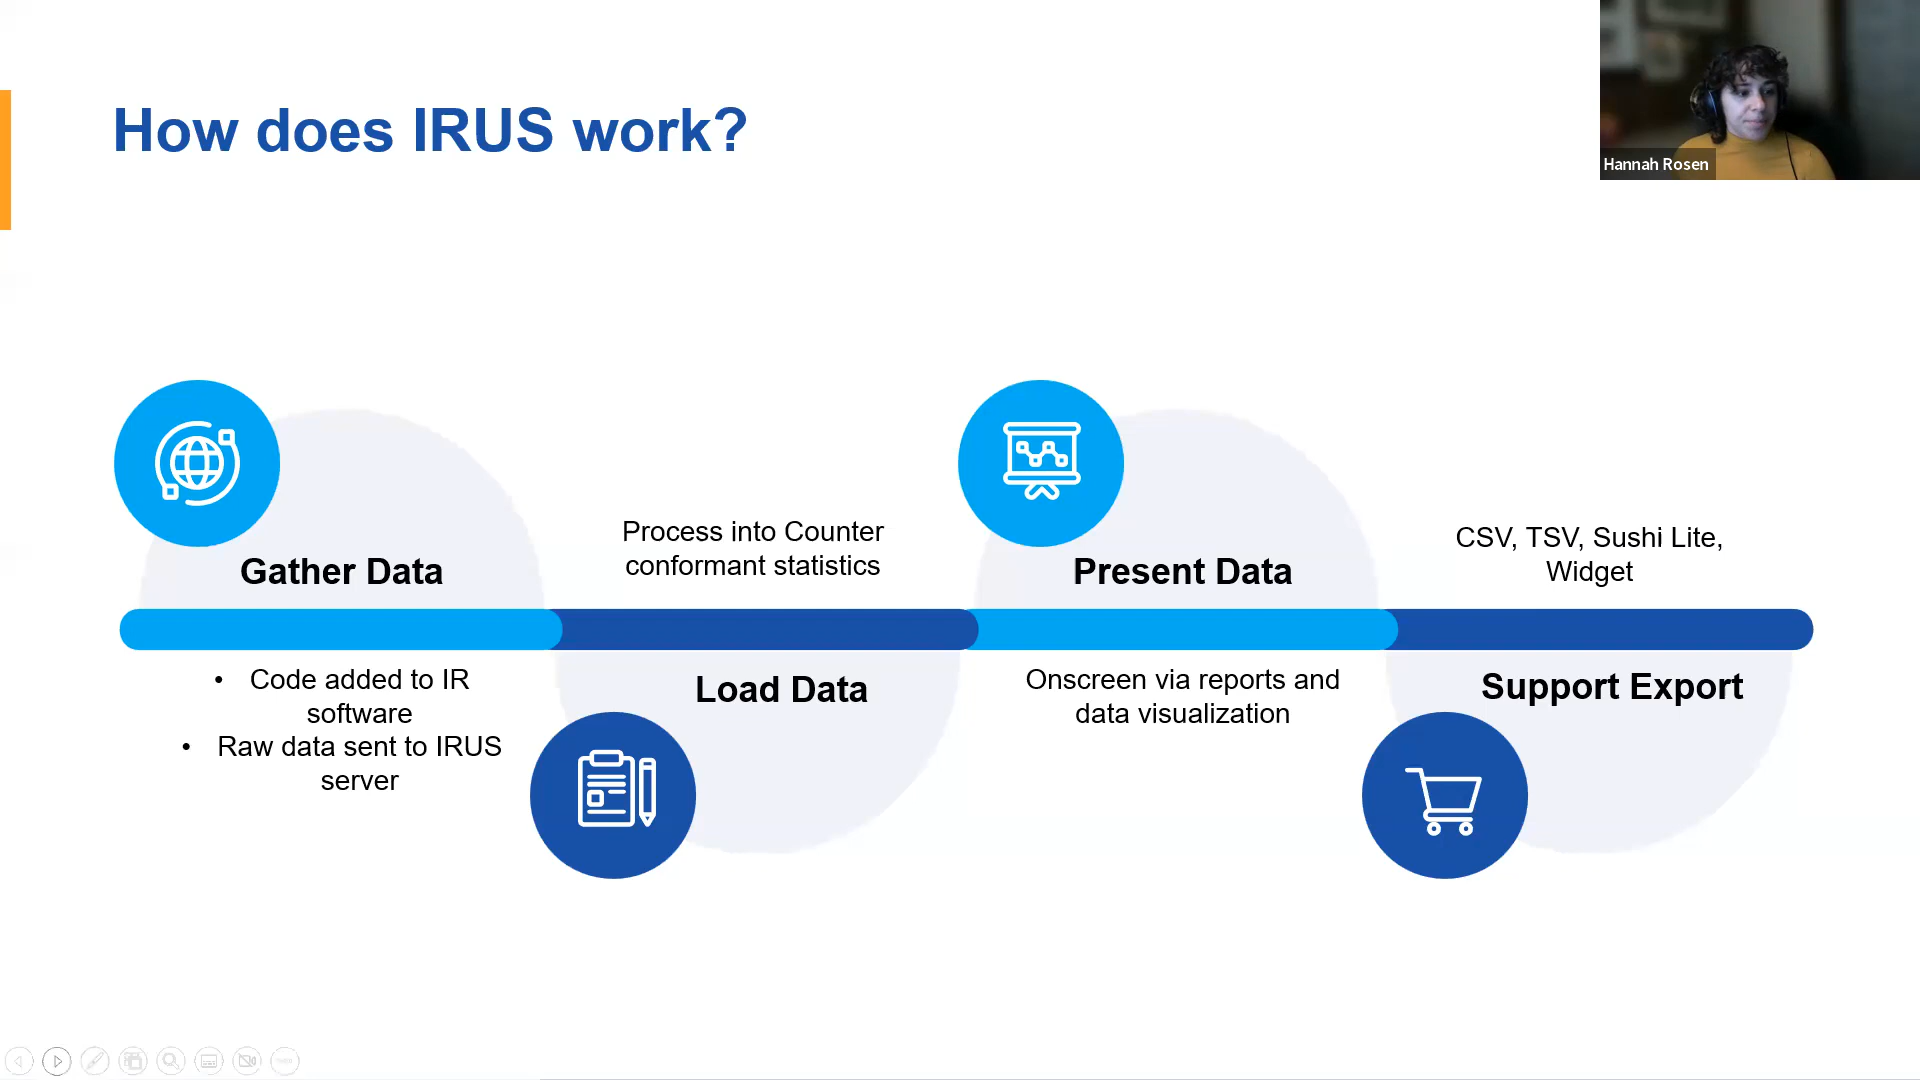 How does IRUS work?
Hannah Rosen
Gather Data
• Code added to IR
software
• Raw data sent to IRUS
server
Process into Counter
conformant statistics
Load Data
Present Data
Onscreen via reports and
data visualization
CSV, TSV, Sushi Lite,
Widget
Support Export